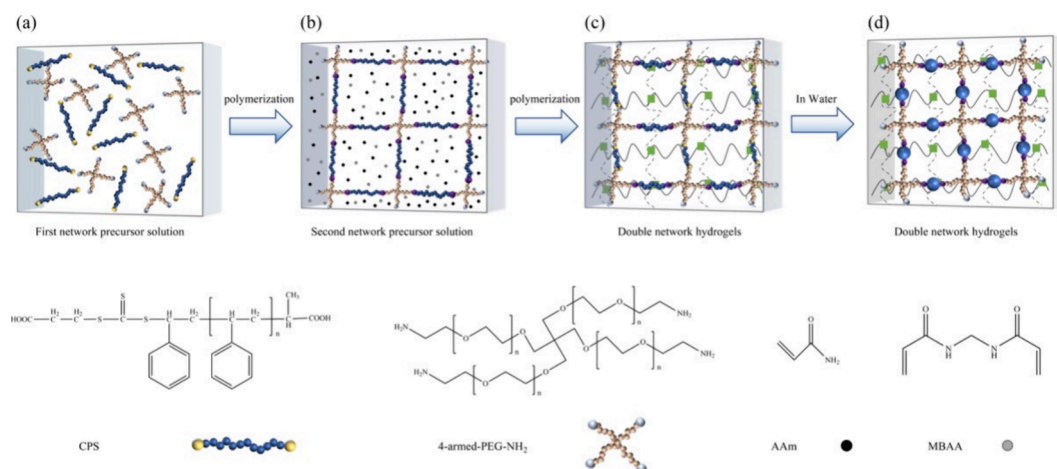 (a) (b) (c) (d)
polymerization polymerization In Water
First network precursor solution Second network precursor solution Double network hydrogels Double network hydrogels
HOOC C H2 C H2 S C S S H C C H2 H C C H2 n CH3 C H COOH
H2N O n O O O n O NH2
H2N O n O O O n O NH2
O NH2
O N H N H O
CPS 4-armed-PEG-NH2 AAm MBAA